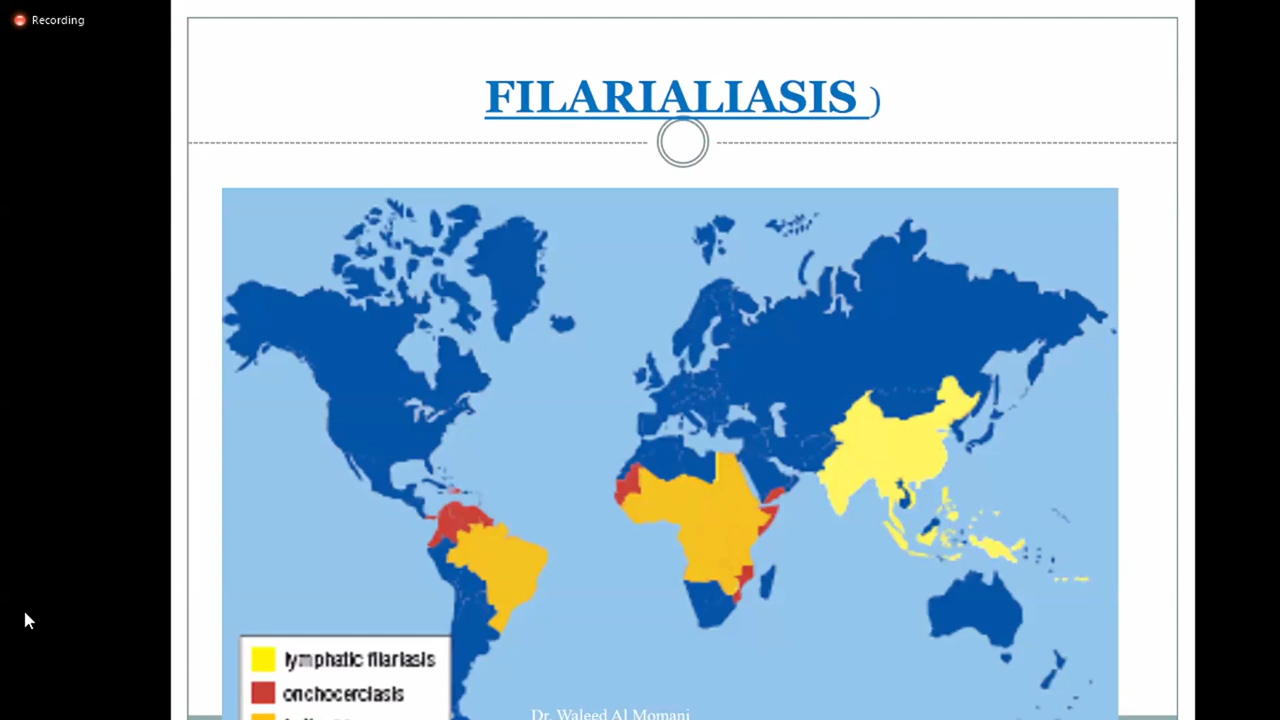 Recording
FILARIALIASIS )
lymphatic filariasis
onchocerciasis
Dr. Waleed Al Momani